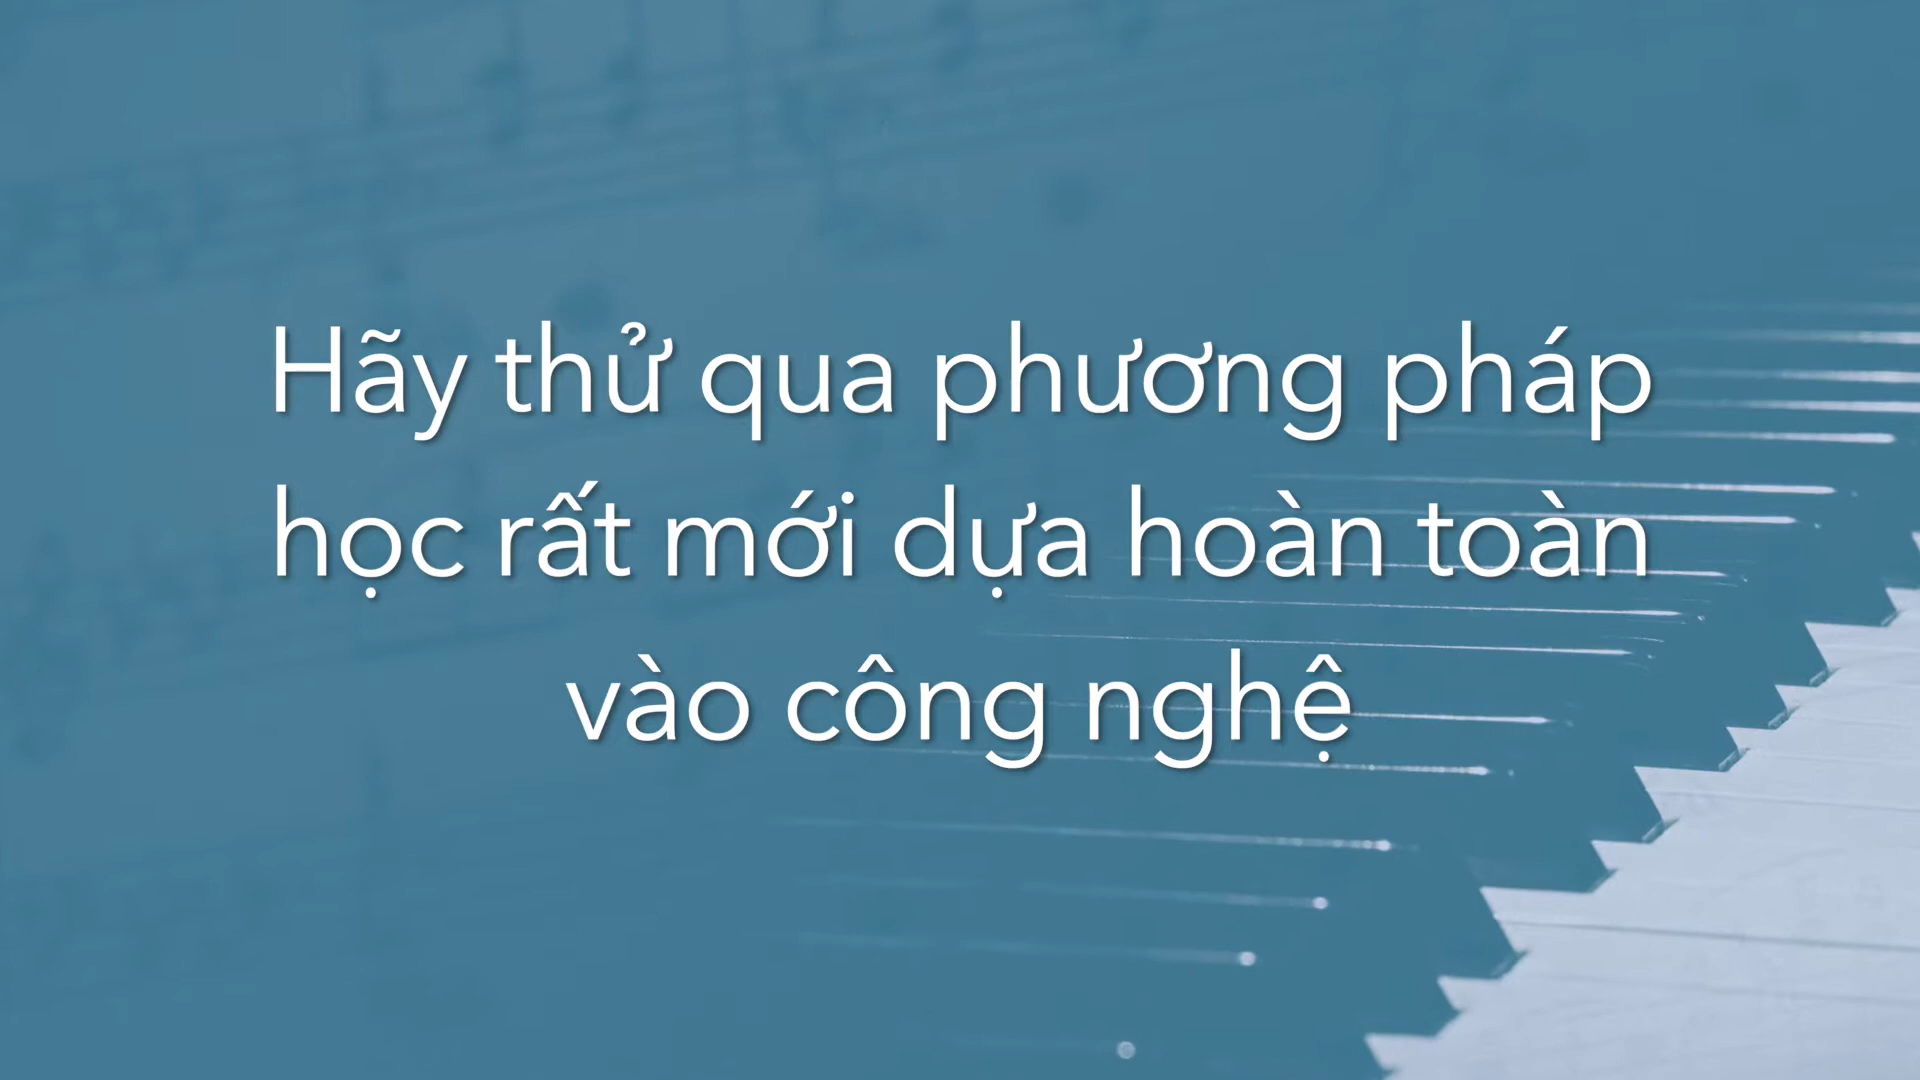 Hãy thử qua phương pháp
học rất mới dựa hoàn toàn
vào công nghệ